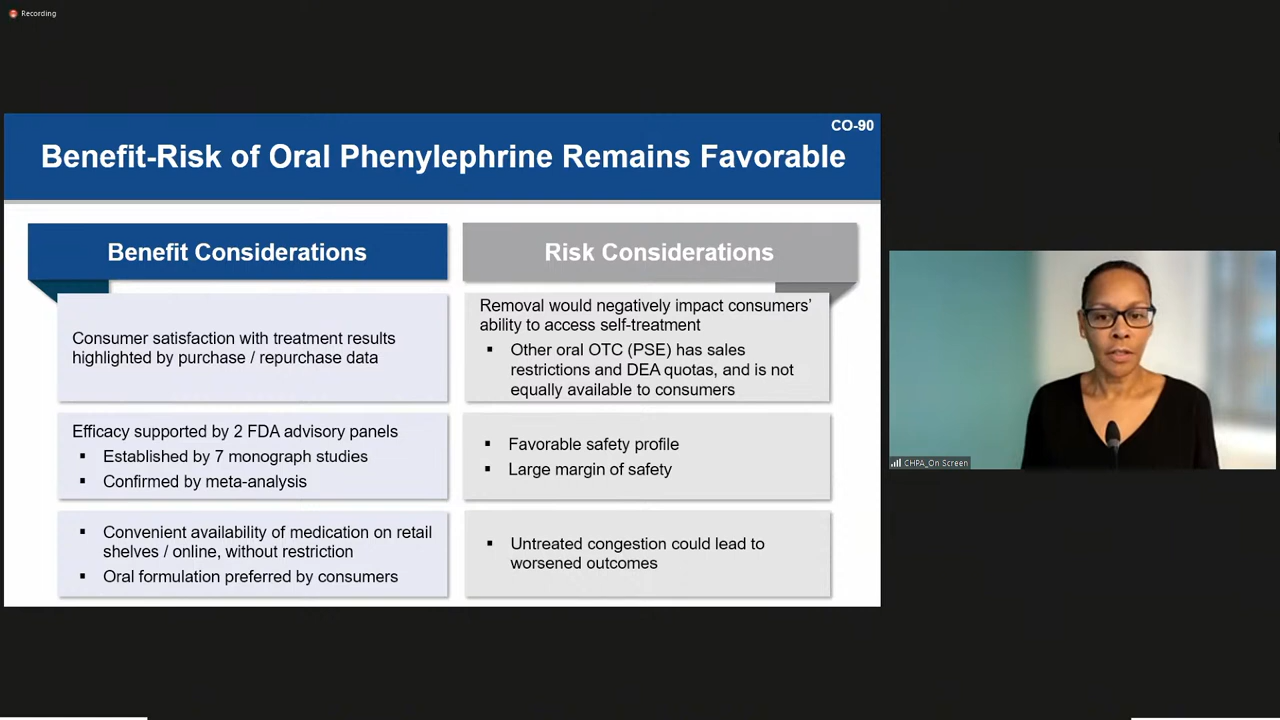 Recording
CO-90
Benefit-Risk of Oral Phenylephrine Remains Favorable
Benefit Considerations
Consumer satisfaction with treatment results
highlighted by purchase / repurchase data
Efficacy supported by 2 FDA advisory panels
▪ Established by 7 monograph studies
▪ Confirmed by meta-analysis
▪ Convenient availability of medication on retail
shelves / online, without restriction
▪ Oral formulation preferred by consumers
Risk Considerations
Removal would negatively impact consumers’
ability to access self-treatment
▪ Other oral OTC (PSE) has sales
restrictions and DEA quotas, and is not
equally available to consumers
▪ Favorable safety profile
▪ Large margin of safety
▪ Untreated congestion could lead to
worsened outcomes
CHPA_On Screen